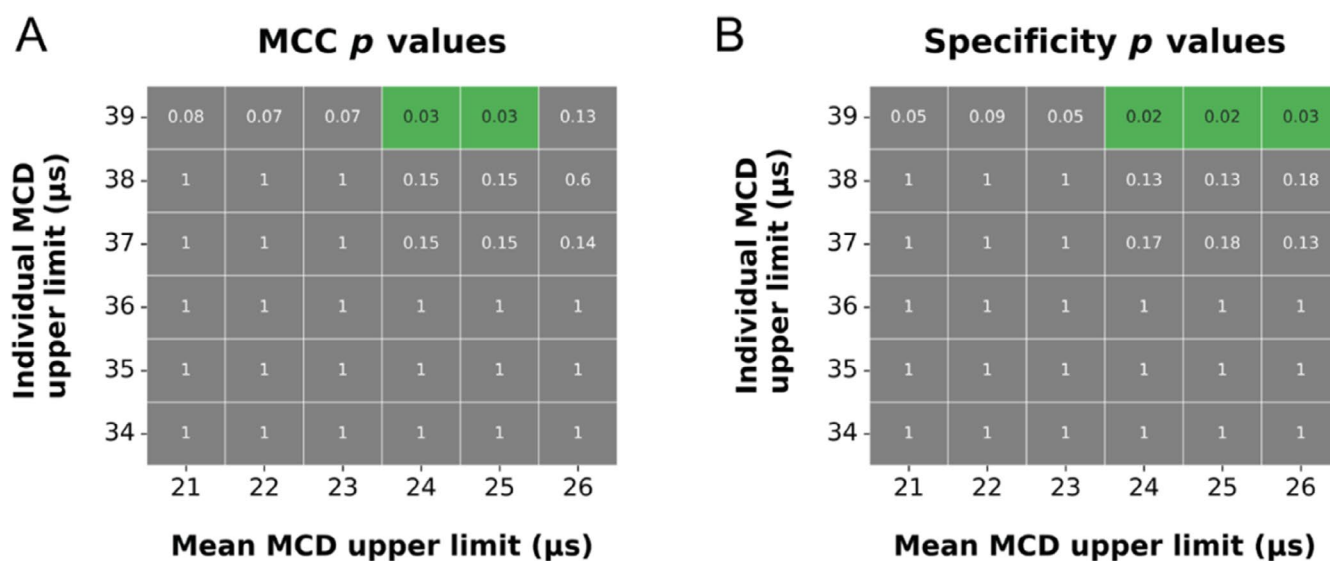 A
MCC p values
Individual MCD
upper limit (µs)
39 0.08 0.07 0.07 0.03 0.03 0.13
38 1 1 1 0.15 0.15 0.6
37 1 1 1 0.15 0.15 0.14
36 1 1 1 1 1 1
35 1 1 1 1 1 1
34 1 1 1 1 1 1
21 22 23 24 25 26
Mean MCD upper limit (µs)
B
Specificity p values
Individual MCD
upper limit (µs)
39 0.05 0.09 0.05 0.02 0.02 0.03
38 1 1 1 0.13 0.13 0.18
37 1 1 1 0.17 0.18 0.13
36 1 1 1 1 1 1
35 1 1 1 1 1 1
34 1 1 1 1 1 1
21 22 23 24 25 26
Mean MCD upper limit (µs)